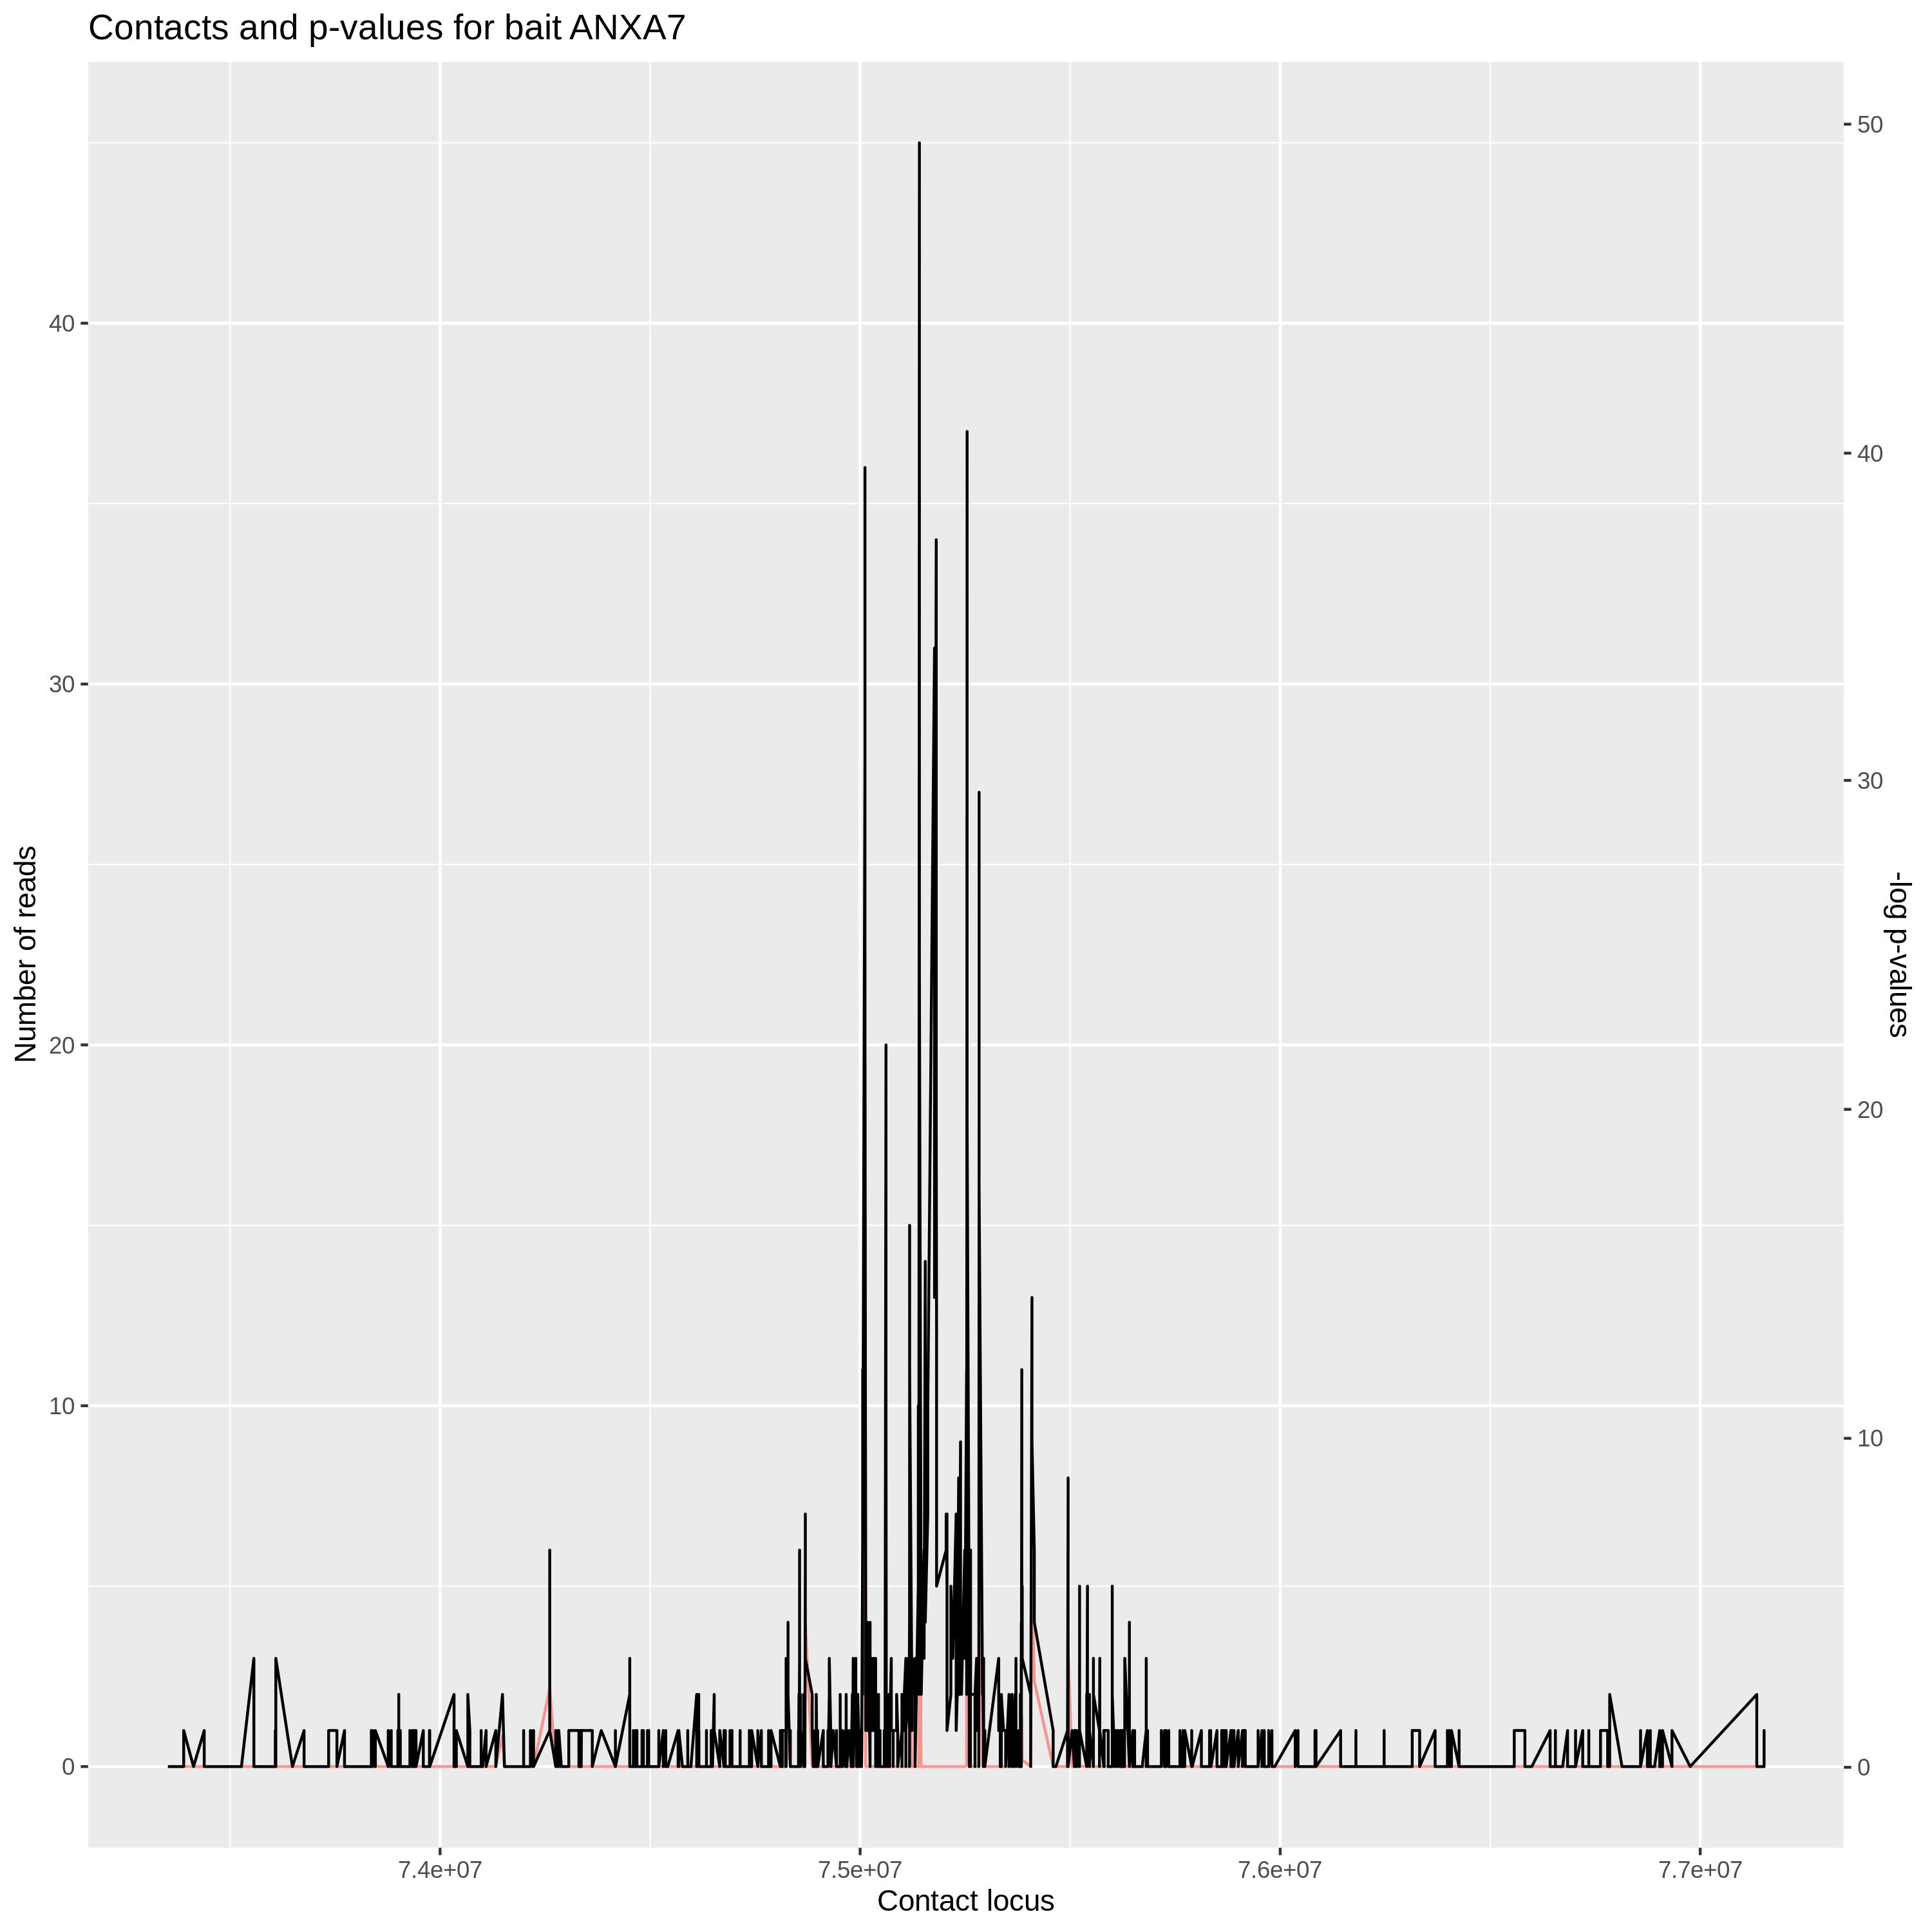 Contacts and p-values for bait ANXA7
Number of reads
40
30
20
10
0
50
40
30
20
10
0
-log p-values
7.4e+07 7.5e+07 7.6e+07 7.7e+07
Contact locus